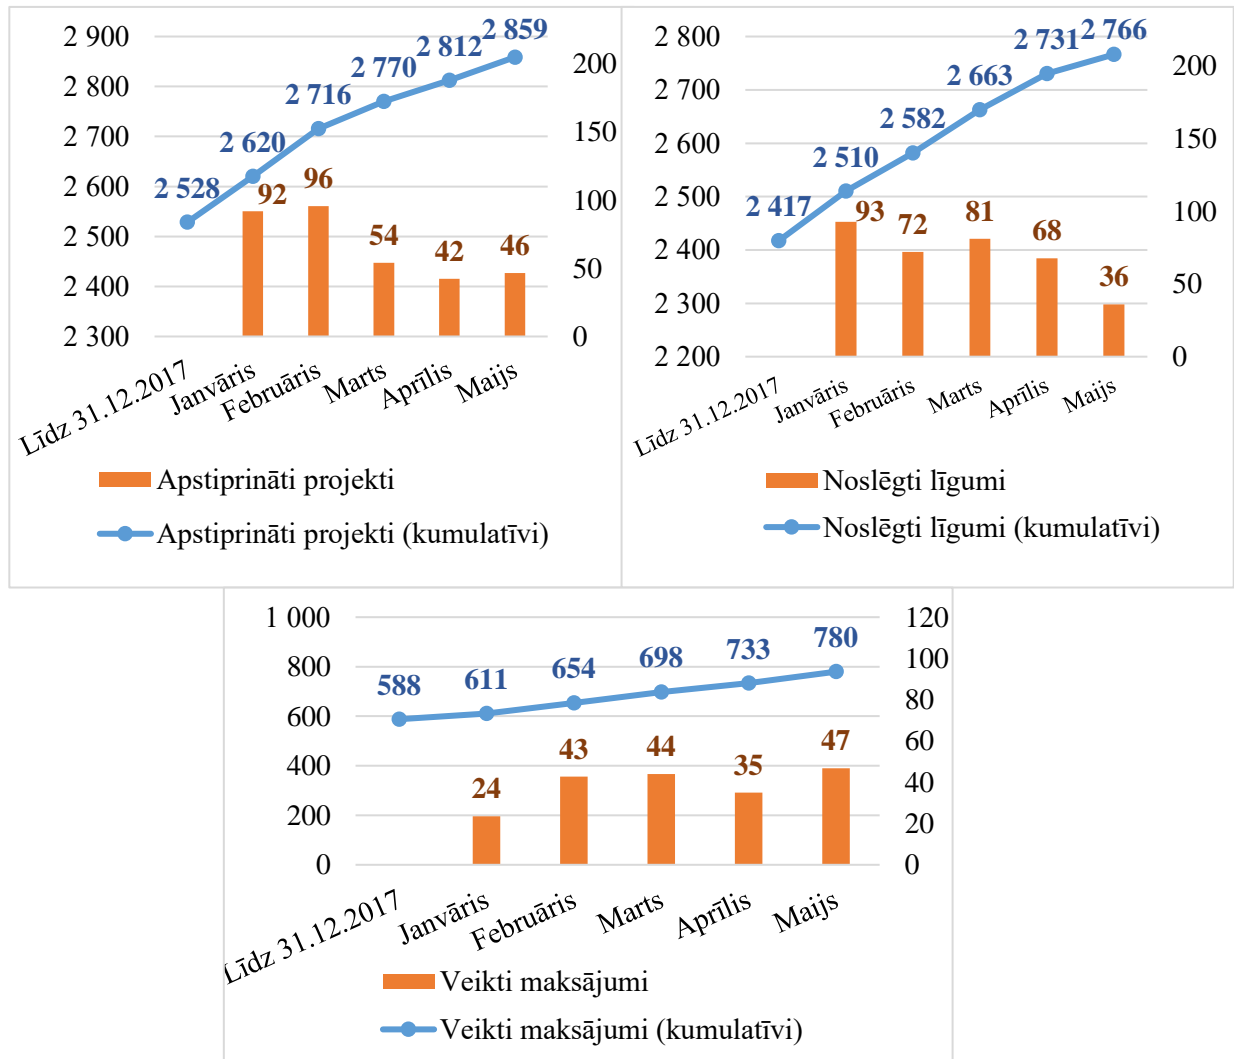 2 900
2 800
2 700
2 600
2 500
2 400
2 300
200
150
100
50
0
2 528
2 620
2 716
2 770
2 812
2 859
92
96
54
42
46
Līdz 31.12.2017
Janvāris
Februāris
Marts
Aprīlis
Maijs
Apstiprināti projekti
Apstiprināti projekti (kumulatīvi)
2 800
2 700
2 600
2 500
2 400
2 300
2 200
200
150
100
50
0
2 417
2 510
2 582
2 663
2 731
2 766
93
72
81
68
36
Līdz 31.12.2017
Janvāris
Februāris
Marts
Aprīlis
Maijs
Noslēgti līgumi
Noslēgti līgumi (kumulatīvi)
1 000
800
600
400
200
0
120
100
80
60
40
20
0
588
611
654
698
733
780
24
43
44
35
47
Līdz 31.12.2017
Janvāris
Februāris
Marts
Aprīlis
Maijs
Veikti maksājumi
Veikti maksājumi (kumulatīvi)